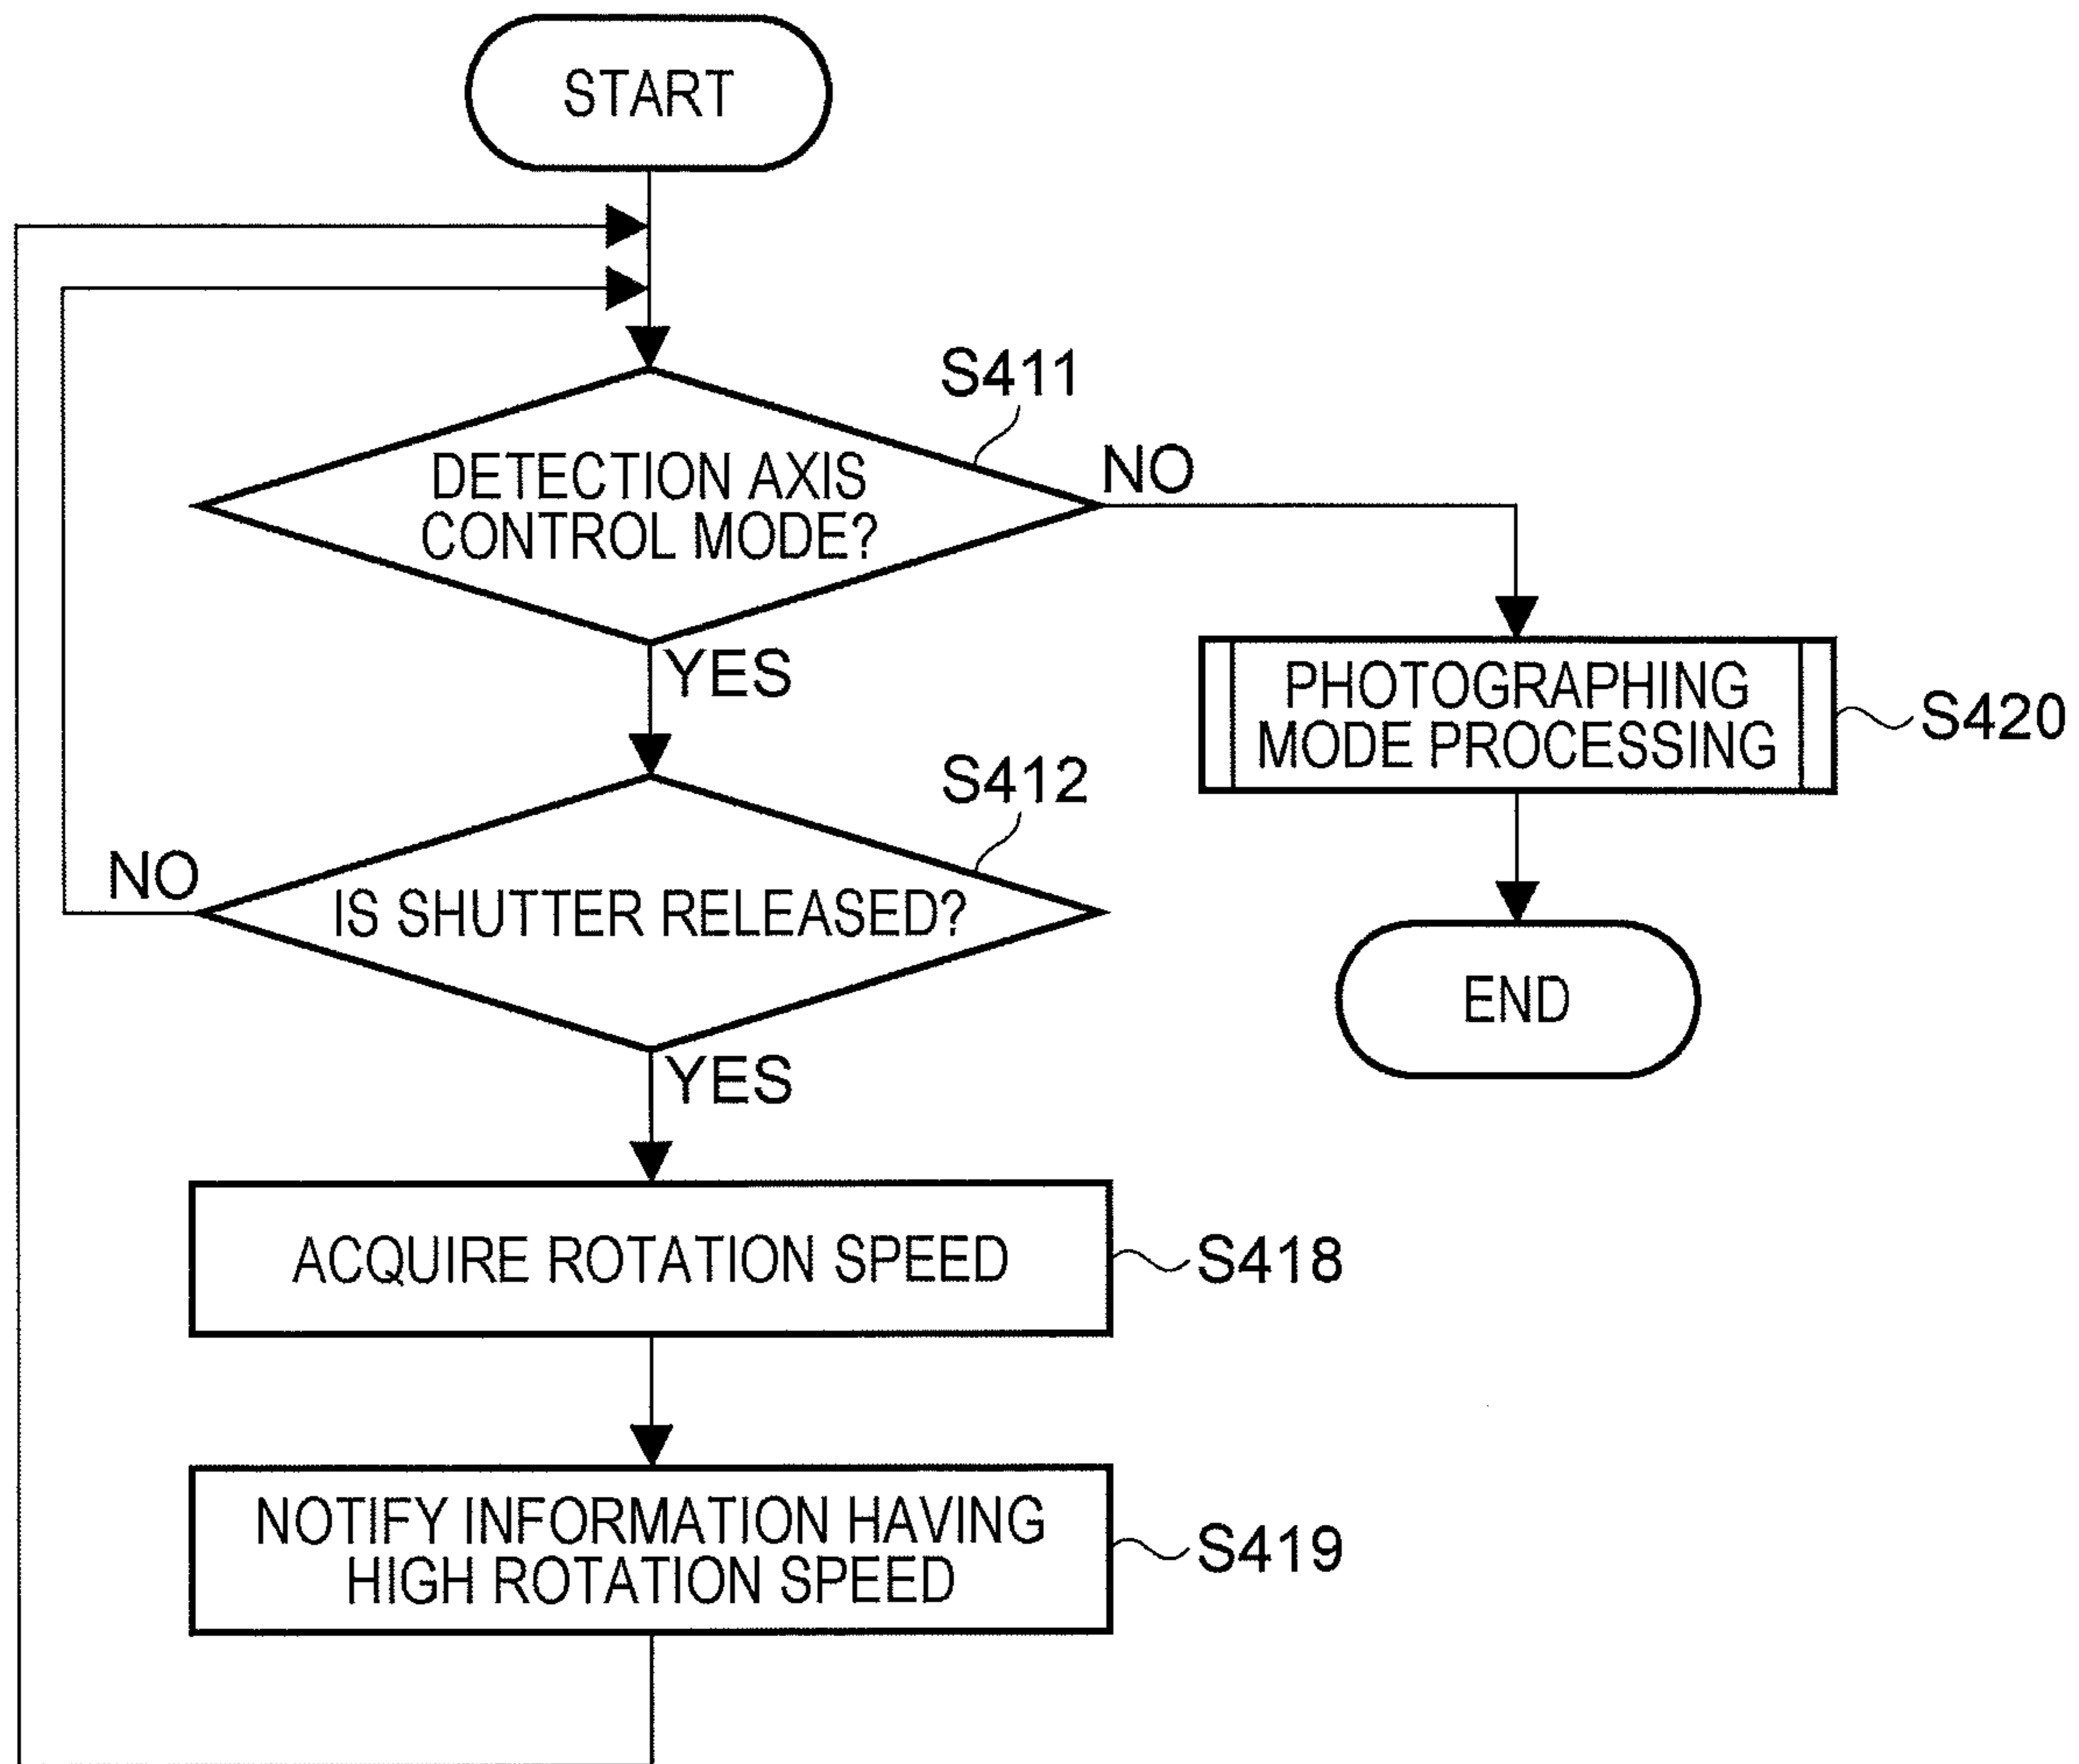 START
S411
DETECTION AXIS
CONTROL MODE?
NO
YES
PHOTOGRAPHING
MODE PROCESSING
S420
S412
NO
IS SHUTTER RELEASED?
END
YES
ACQUIRE ROTATION SPEED
S418
NOTIFY INFORMATION HAVING
HIGH ROTATION SPEED
S419